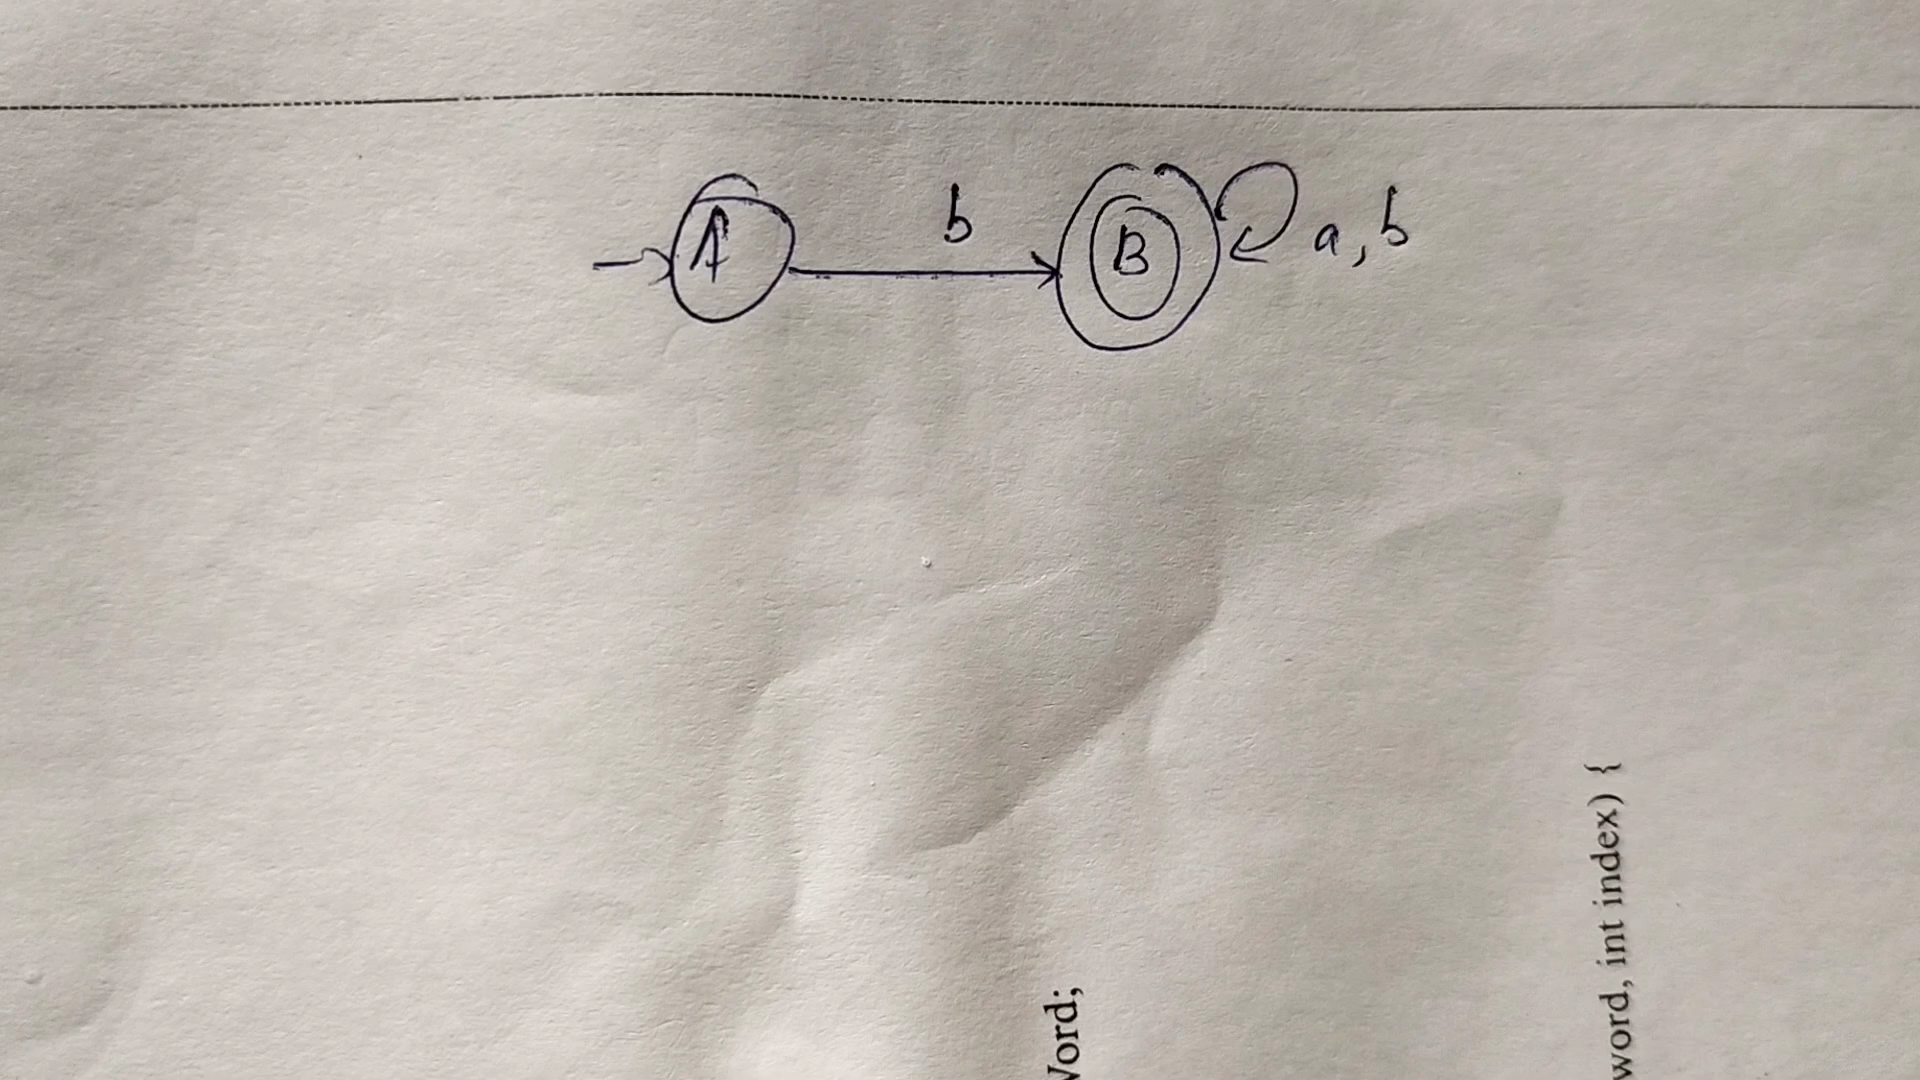 A b B a, b
word, int index) {
Word;